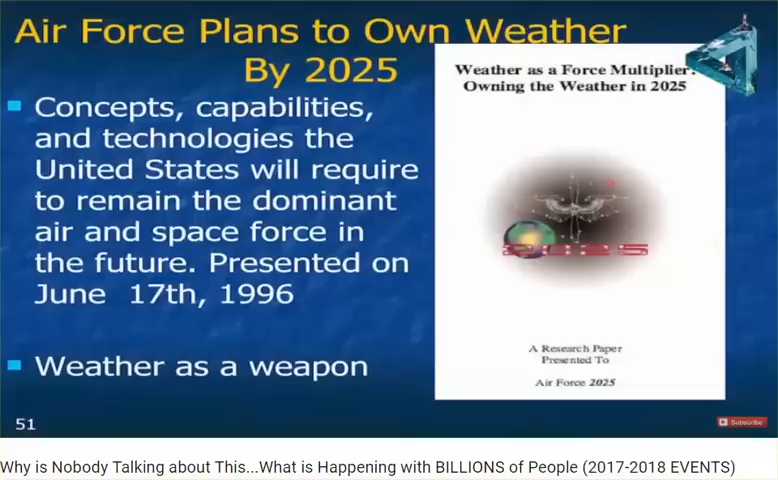 Air Force Plans to Own Weather
By 2025
Concepts, capabilities,
and technologies the
United States will require
to remain the dominant
air and space force in
the future. Presented on
June 17th, 1996
Weather as a weapon
51
Weather as a Force Multiplier:
Owning the Weather in 2025
2025
A Research Paper
Presented To
Air Force 2025
Subscribe
Why is Nobody Talking about This...What is Happening with BILLIONS of People (2017-2018 EVENTS)